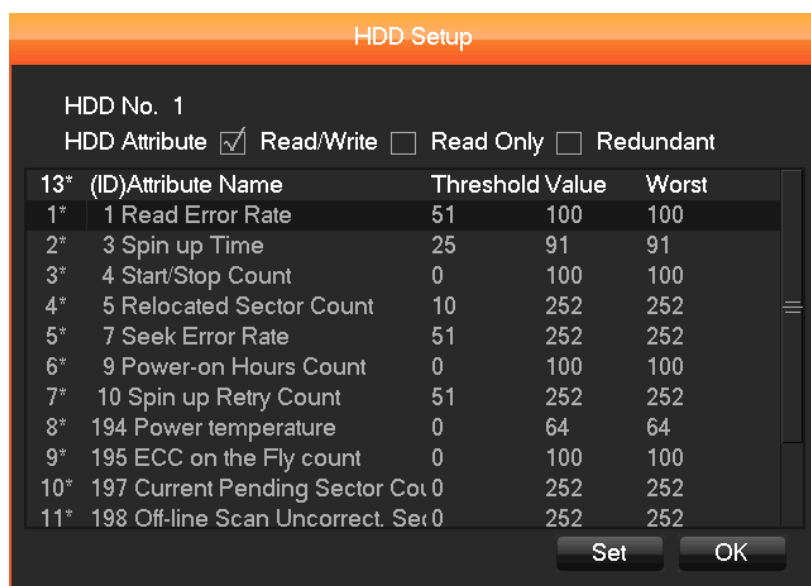 HDD Setup
HDD No. 1
HDD Attribute Read/Write Read Only Redundant
13* (ID)Attribute Name Threshold Value Worst
1* 1 Read Error Rate 51 100 100
2* 3 Spin up Time 25 91 91
3* 4 Start/Stop Count 0 100 100
4* 5 Relocated Sector Count 10 252 252
5* 7 Seek Error Rate 51 252 252
6* 9 Power-on Hours Count 0 100 100
7* 10 Spin up Retry Count 51 252 252
8* 194 Power temperature 0 64 64
9* 195 ECC on the Fly count 0 100 100
10* 197 Current Pending Sector Cou 0 252 252
11* 198 Off-line Scan Uncorrect. Sec 0 252 252
Set OK